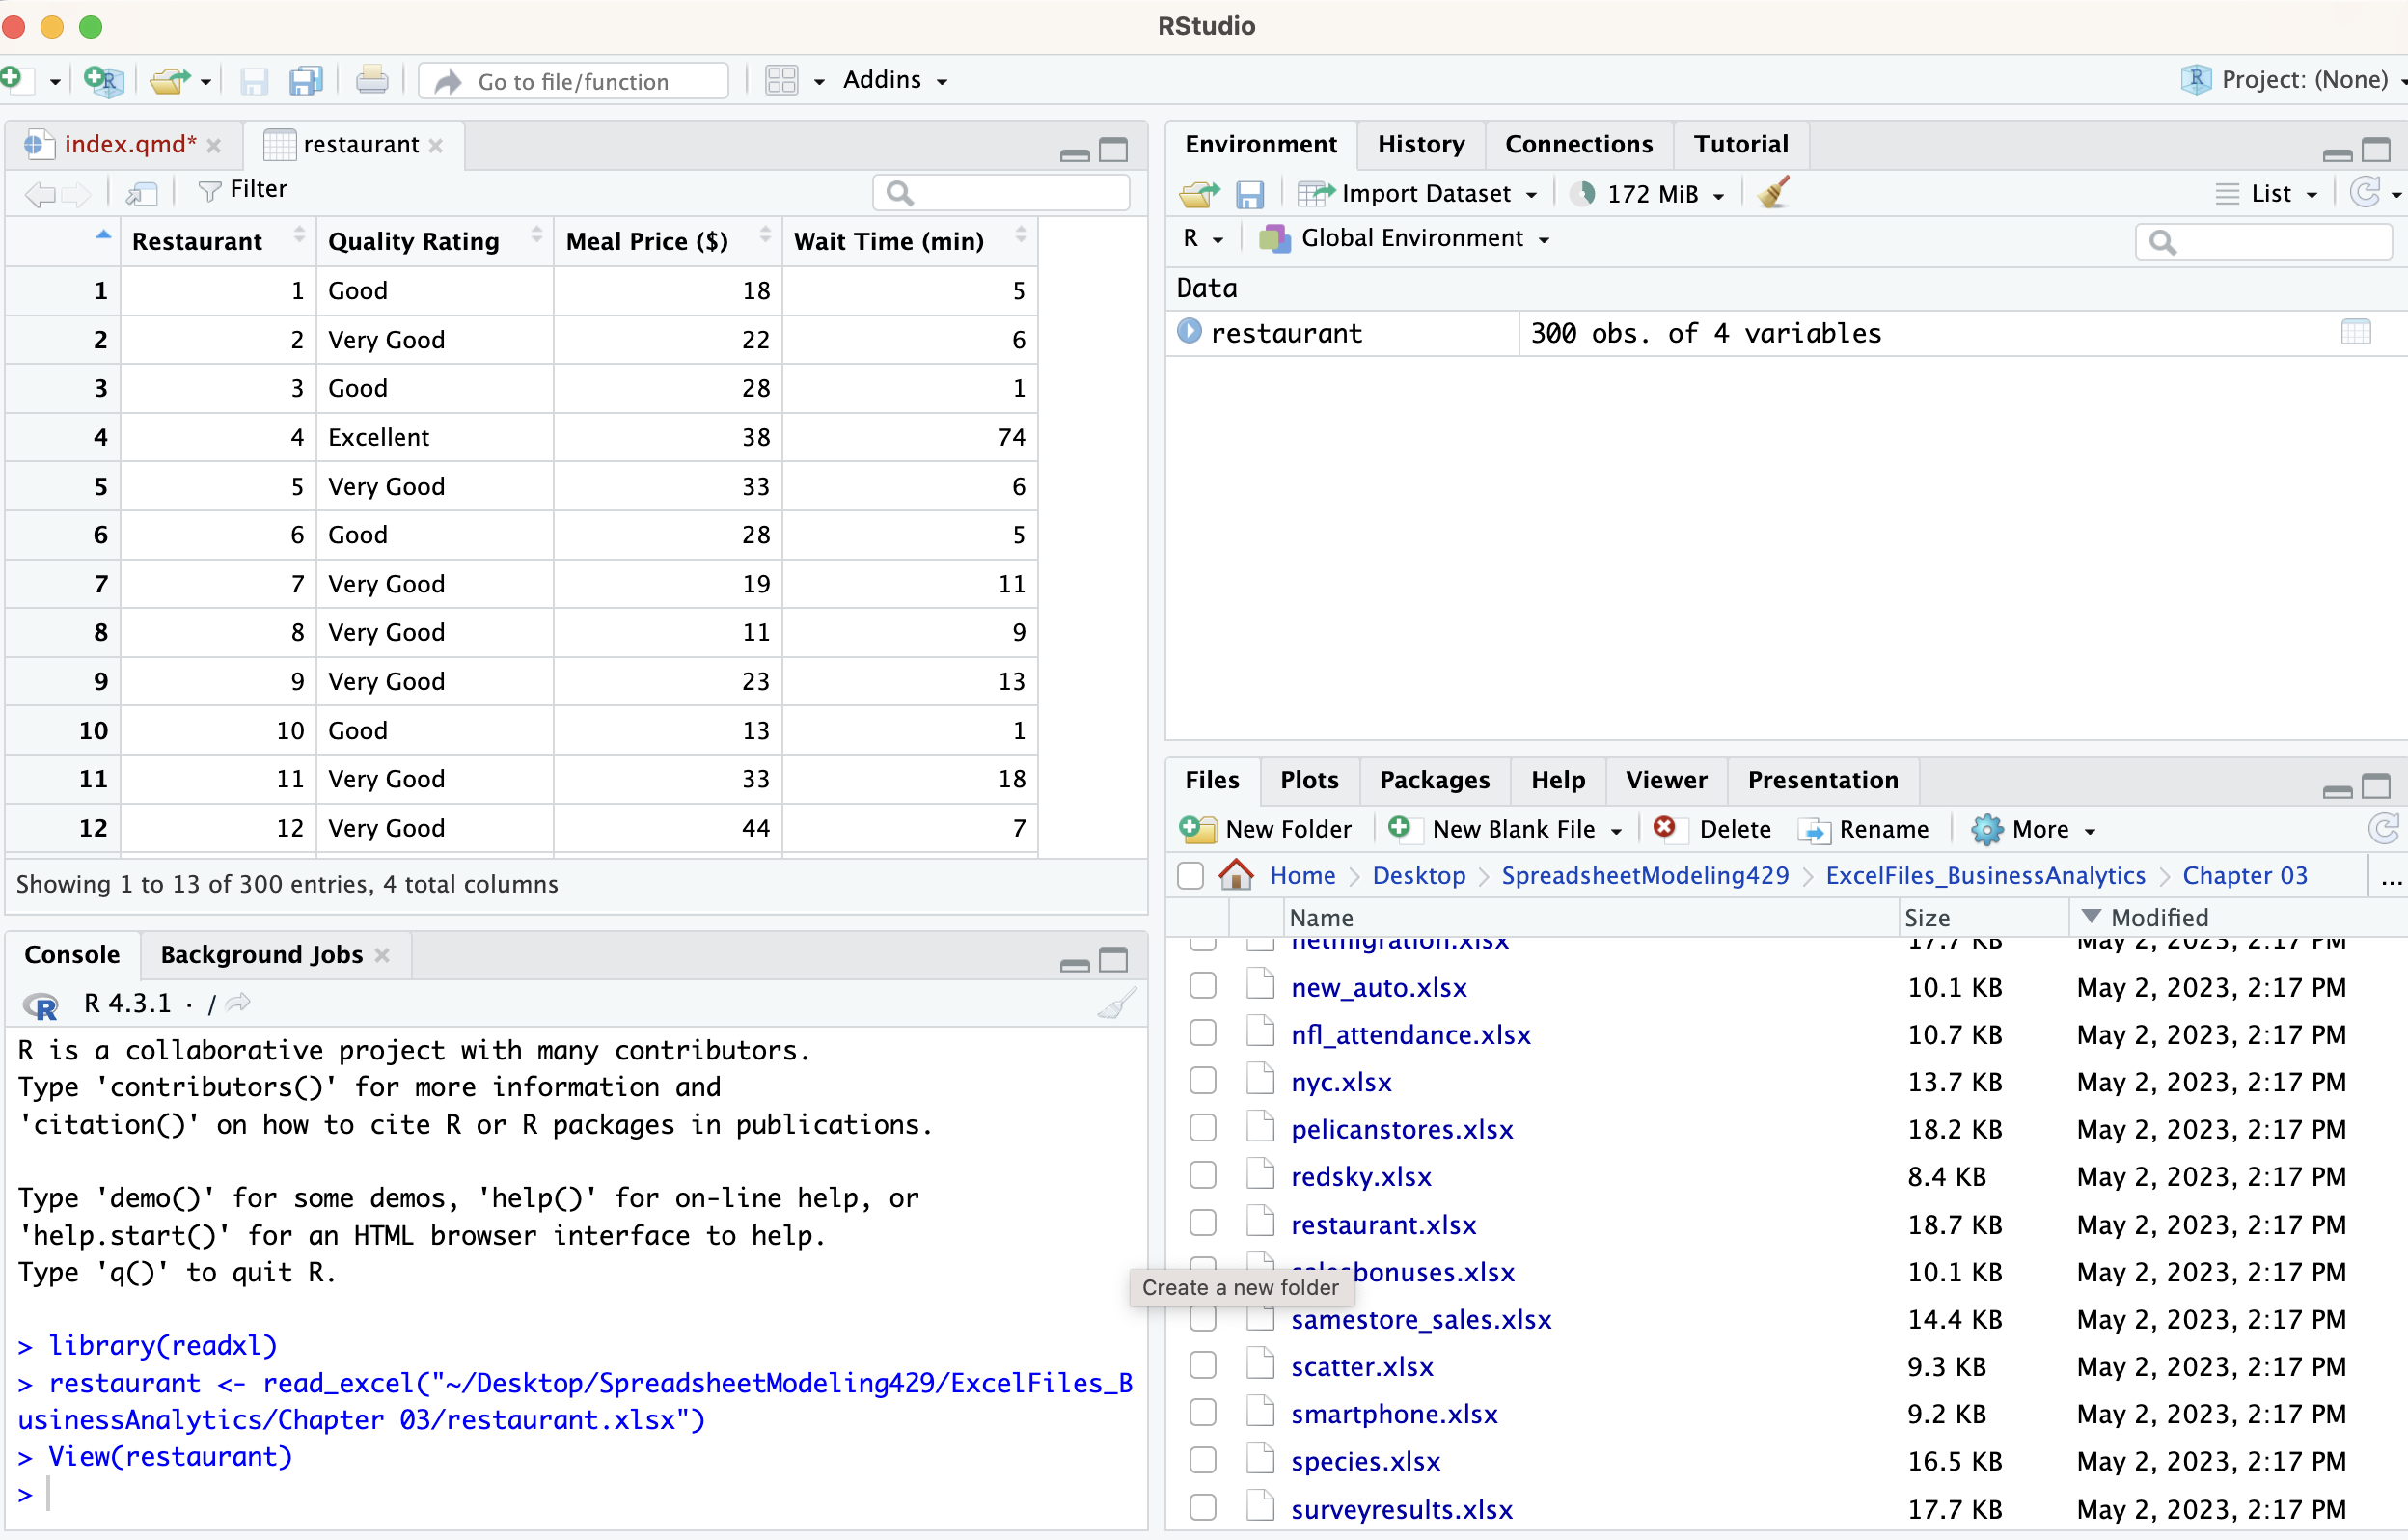 RStudio
Go to file/function
Addins
Project: (None)
index.qmd*
restaurant
Filter
Restaurant Quality Rating Meal Price ($) Wait Time (min)
1 1 Good 18 5
2 2 Very Good 22 6
3 3 Good 28 1
4 4 Excellent 38 74
5 5 Very Good 33 6
6 6 Good 28 5
7 7 Very Good 19 11
8 8 Very Good 11 9
9 9 Very Good 23 13
10 10 Good 13 1
11 11 Very Good 33 18
12 12 Very Good 44 7
Showing 1 to 13 of 300 entries, 4 total columns
Console Background Jobs
R 4.3.1 · /
R is a collaborative project with many contributors.
Type 'contributors()' for more information and
'citation()' on how to cite R or R packages in publications.
Type 'demo()' for some demos, 'help()' for on-line help, or
'help.start()' for an HTML browser interface to help.
Type 'q()' to quit R.
> library(readxl)
> restaurant <- read_excel("~/Desktop/SpreadsheetModeling429/ExcelFiles_B
usinessAnalytics/Chapter 03/restaurant.xlsx")
> View(restaurant)
>
Environment History Connections Tutorial
Import Dataset 172 MiB List
R Global Environment
Data
restaurant 300 obs. of 4 variables
Files Plots Packages Help Viewer Presentation
New Folder New Blank File Delete Rename More
Home Desktop SpreadsheetModeling429 ExcelFiles_BusinessAnalytics Chapter 03 ...
Name Size Modified
netmigration.xlsx 17.7 KB May 2, 2023, 2:17 PM
new_auto.xlsx 10.1 KB May 2, 2023, 2:17 PM
nfl_attendance.xlsx 10.7 KB May 2, 2023, 2:17 PM
nyc.xlsx 13.7 KB May 2, 2023, 2:17 PM
pelicanstores.xlsx 18.2 KB May 2, 2023, 2:17 PM
redsky.xlsx 8.4 KB May 2, 2023, 2:17 PM
restaurant.xlsx 18.7 KB May 2, 2023, 2:17 PM
salesbonuses.xlsx 10.1 KB May 2, 2023, 2:17 PM
Create a new folder
samestore_sales.xlsx 14.4 KB May 2, 2023, 2:17 PM
scatter.xlsx 9.3 KB May 2, 2023, 2:17 PM
smartphone.xlsx 9.2 KB May 2, 2023, 2:17 PM
species.xlsx 16.5 KB May 2, 2023, 2:17 PM
surveyresults.xlsx 17.7 KB May 2, 2023, 2:17 PM